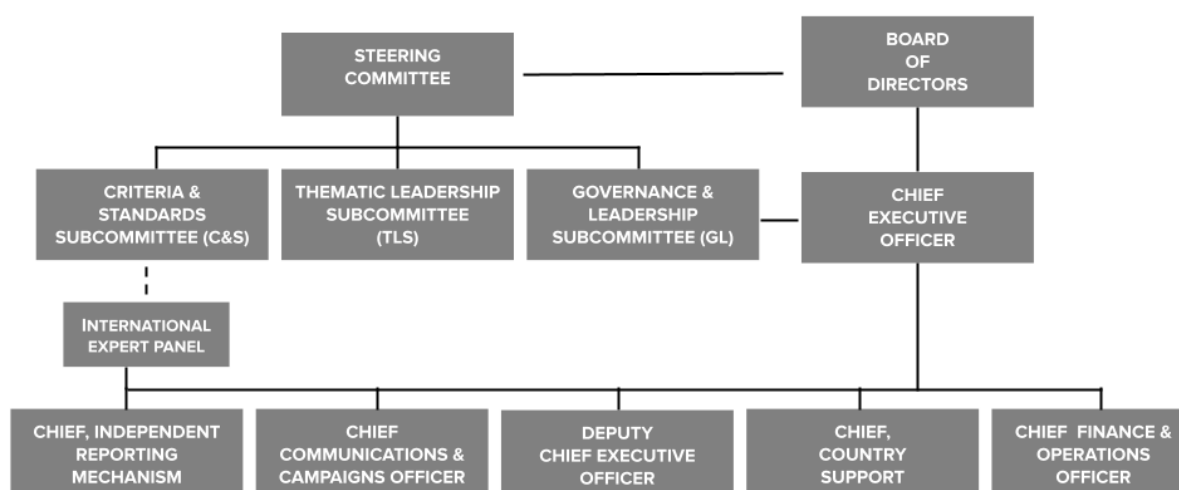 STEERING
COMMITTEE
BOARD
OF
DIRECTORS
CRITERIA &
STANDARDS
SUBCOMMITTEE (C&S)
THEMATIC LEADERSHIP
SUBCOMMITTEE
(TLS)
GOVERNANCE &
LEADERSHIP
SUBCOMMITTEE (GL)
CHIEF
EXECUTIVE
OFFICER
INTERNATIONAL
EXPERT PANEL
CHIEF, INDEPENDENT
REPORTING
MECHANISM
CHIEF
COMMUNICATIONS &
CAMPAIGNS OFFICER
DEPUTY
CHIEF EXECUTIVE
OFFICER
CHIEF,
COUNTRY
SUPPORT
CHIEF FINANCE &
OPERATIONS
OFFICER